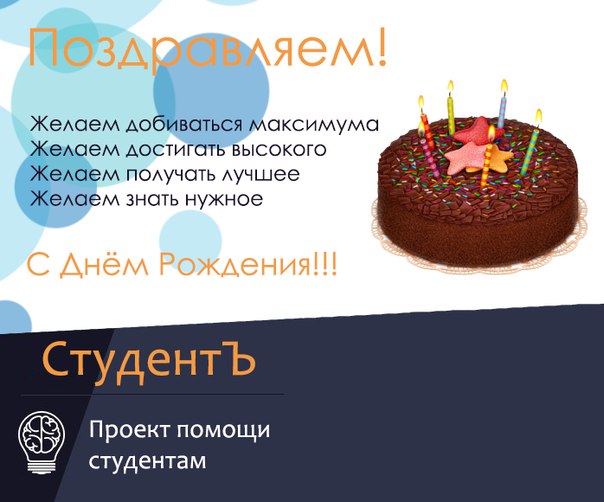 Поздравляем!
Желаем добиваться максимума
Желаем достигать высокого
Желаем получать лучшее
Желаем знать нужное
С Днём Рождения!!!
СтудентЪ
Проект помощи
студентам